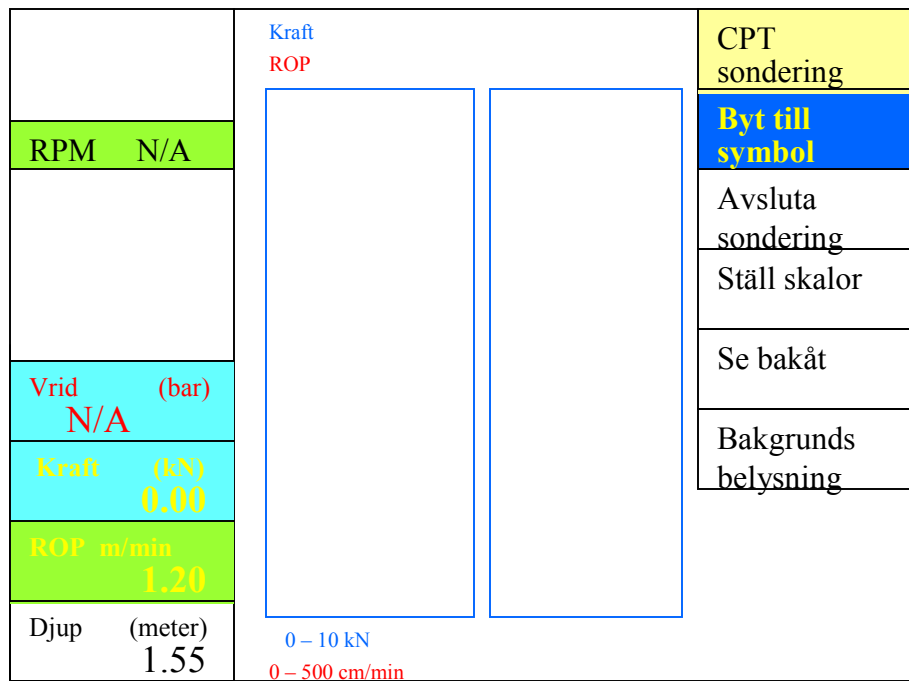 RPM N/A
Vrid (bar)
N/A
Kraft (kN)
0.00
ROP m/min
1.20
Djup (meter)
1.55
Kraft
ROP
0 – 10 kN
0 – 500 cm/min
CPT
sondering
Byt till
symbol
Avsluta
sondering
Ställ skalor
Se bakåt
Bakgrunds
belysning